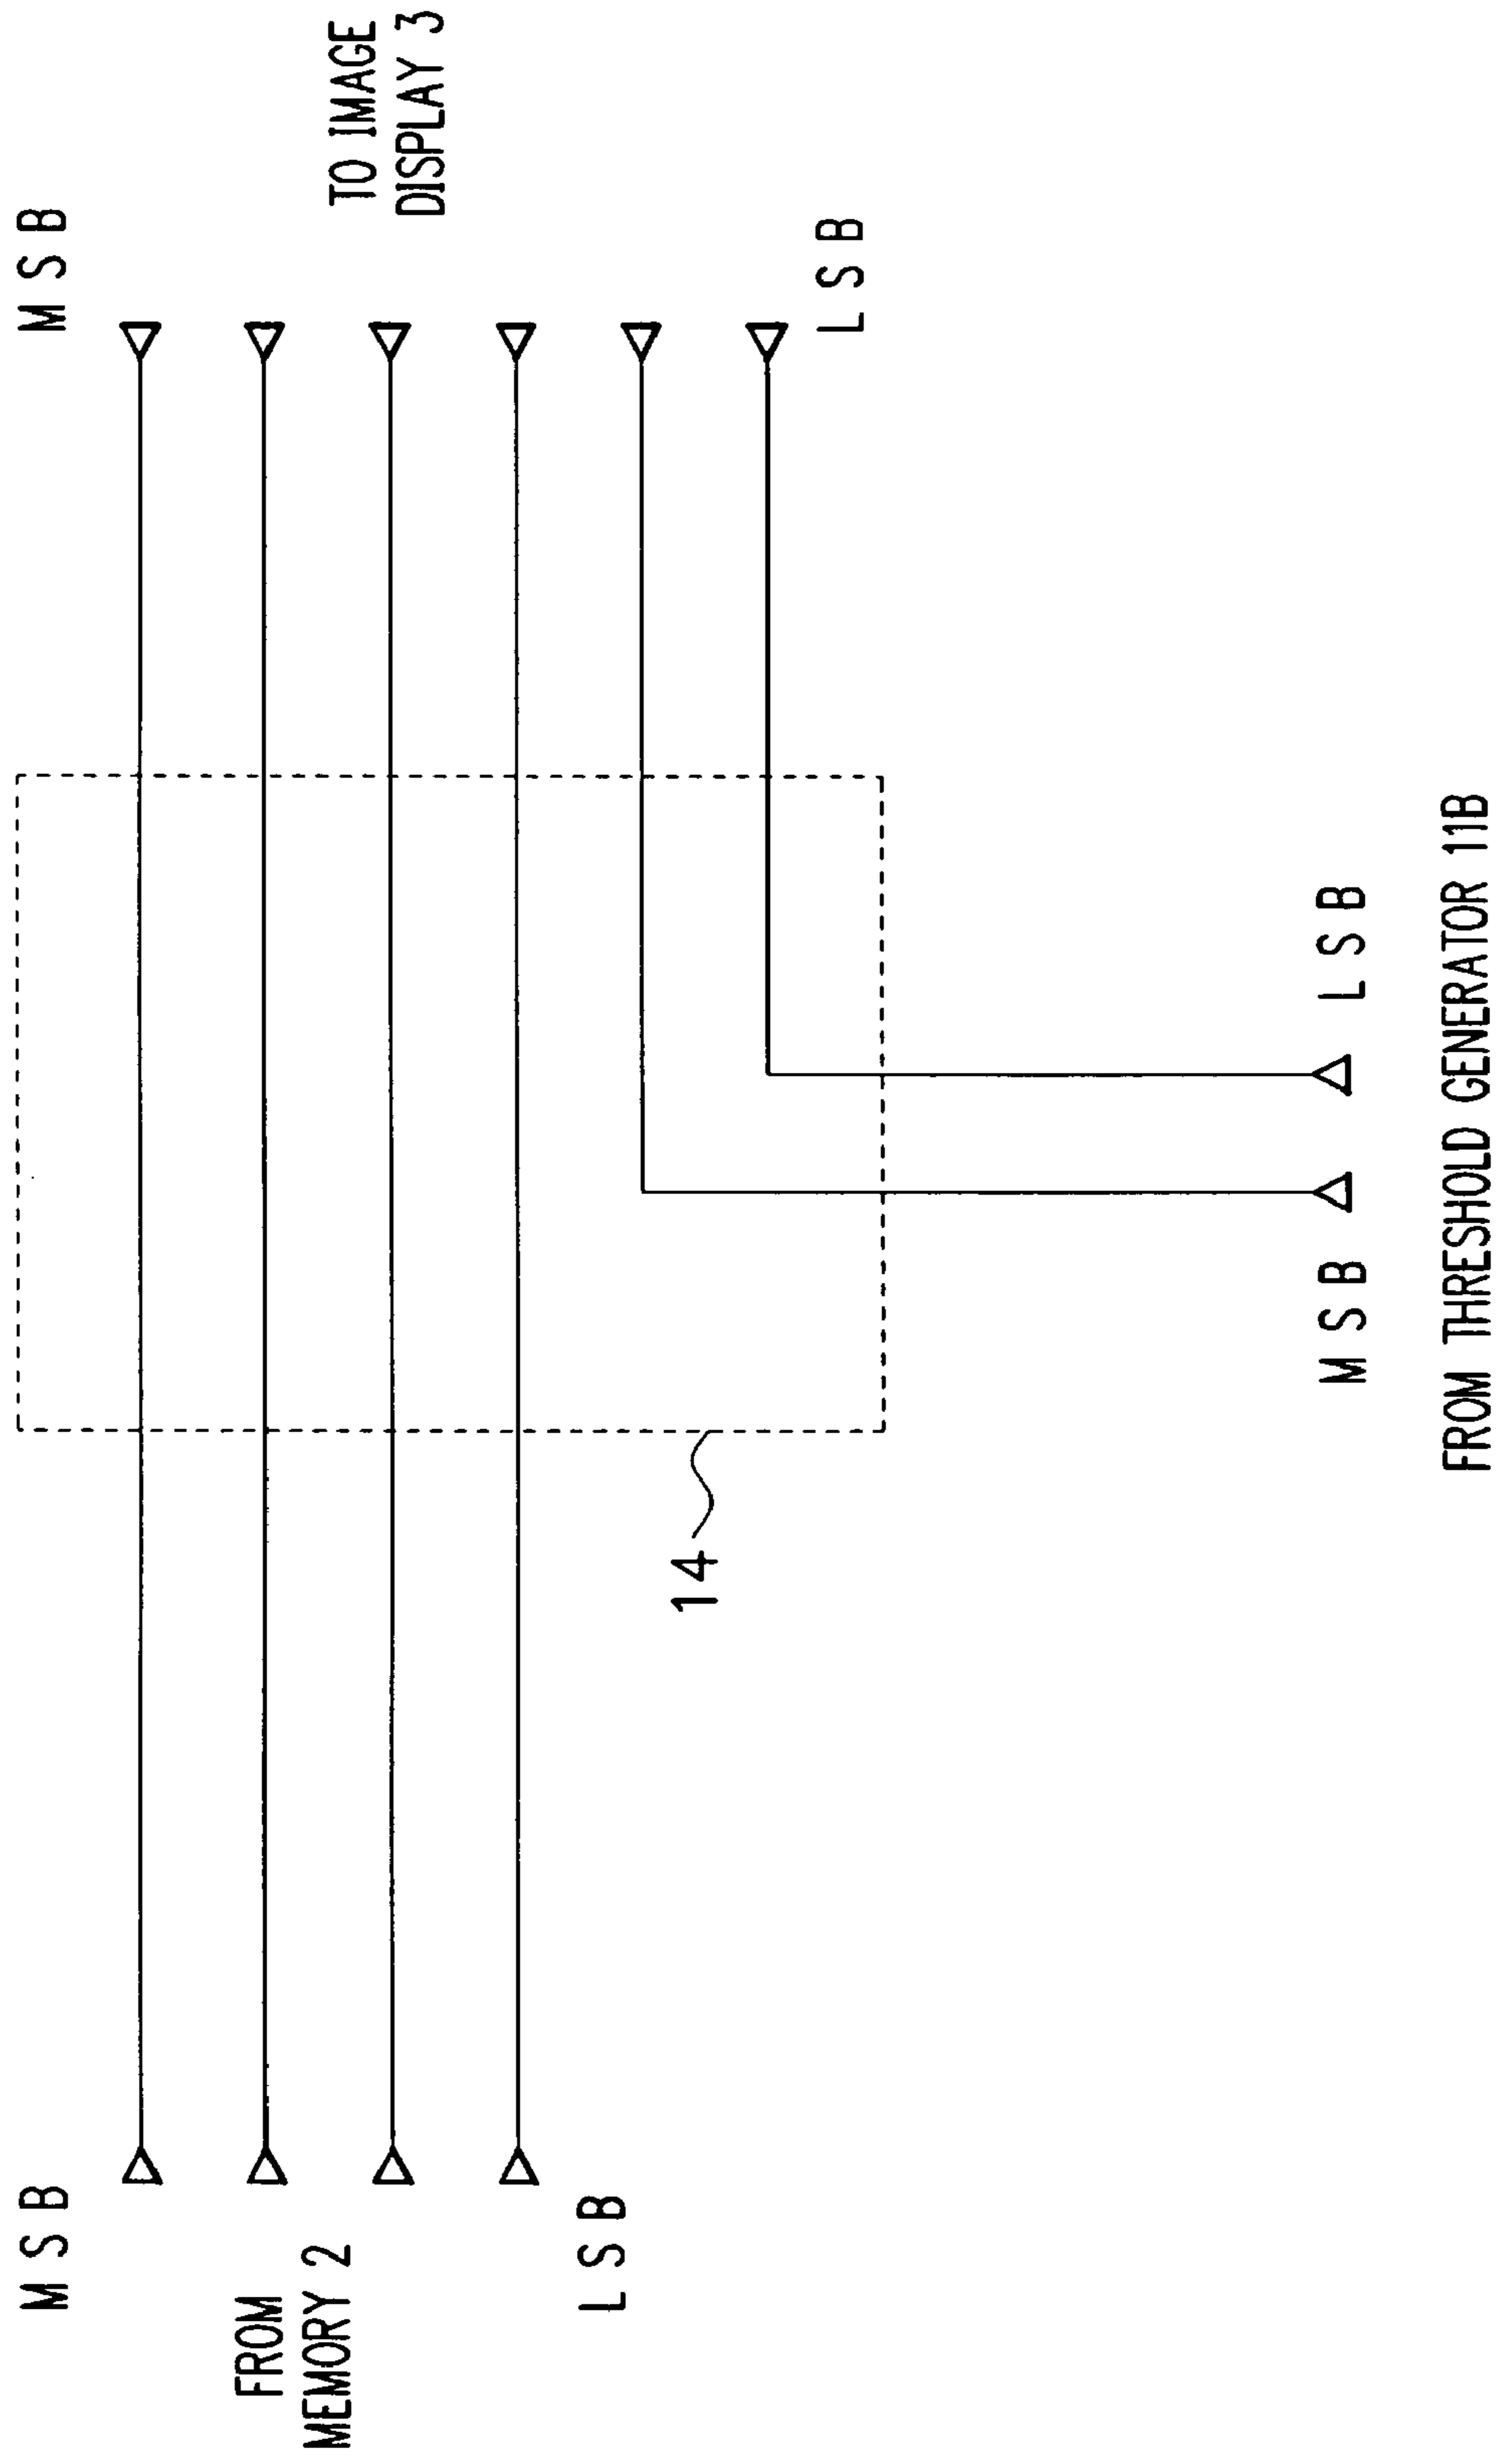 M S B
FROM
MEMORY 2
L S B
14
M S B
TO IMAGE
DISPLAY 3
L S B
M S B
L S B
FROM THRESHOLD GENERATOR 11B